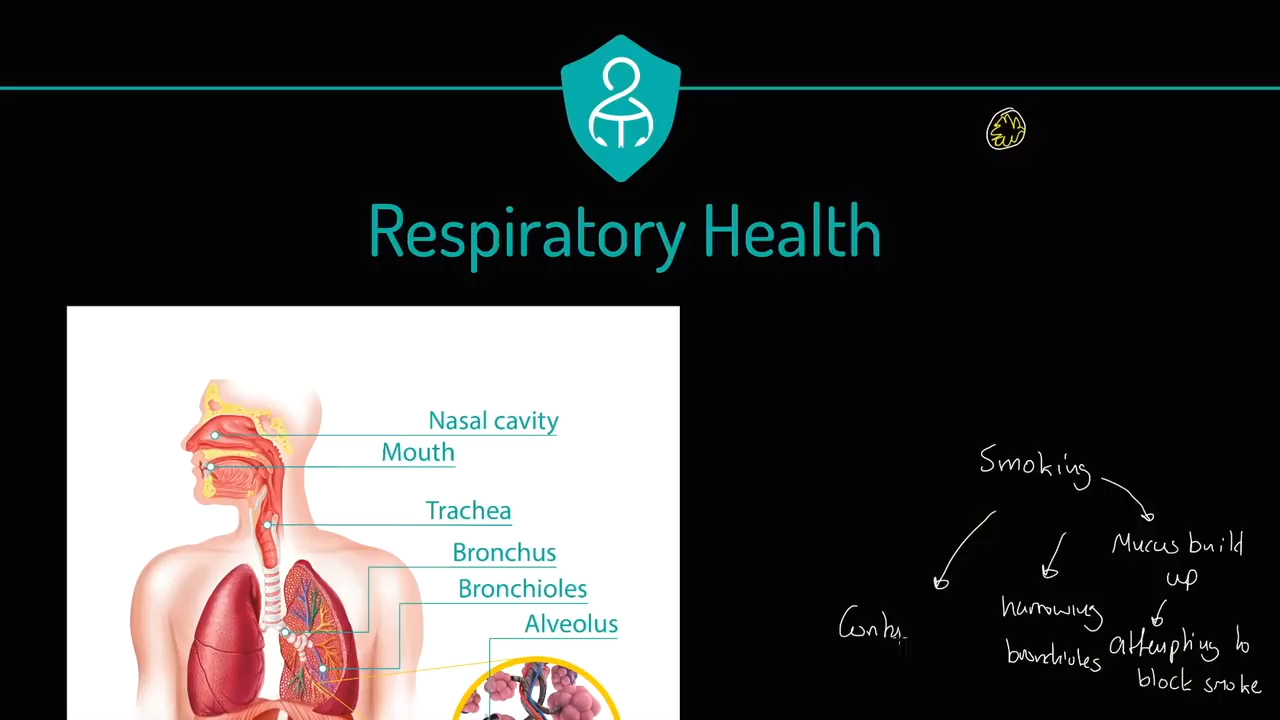 Respiratory Health
Nasal cavity
Mouth
Trachea
Bronchus
Bronchioles
Alveolus
Smoking
Mucus build
up
attempting to
block smoke
narrowing
bronchioles